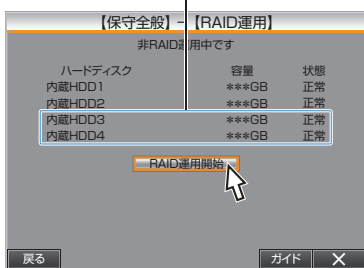 【保守全般】－【RAID運用】
非RAID運用中です
ハードディスク 容量 状態
内蔵HDD1 ***GB 正常
内蔵HDD2 ***GB 正常
内蔵HDD3 ***GB 正常
内蔵HDD4 ***GB 正常
RAID運用開始
戻る ガイド X